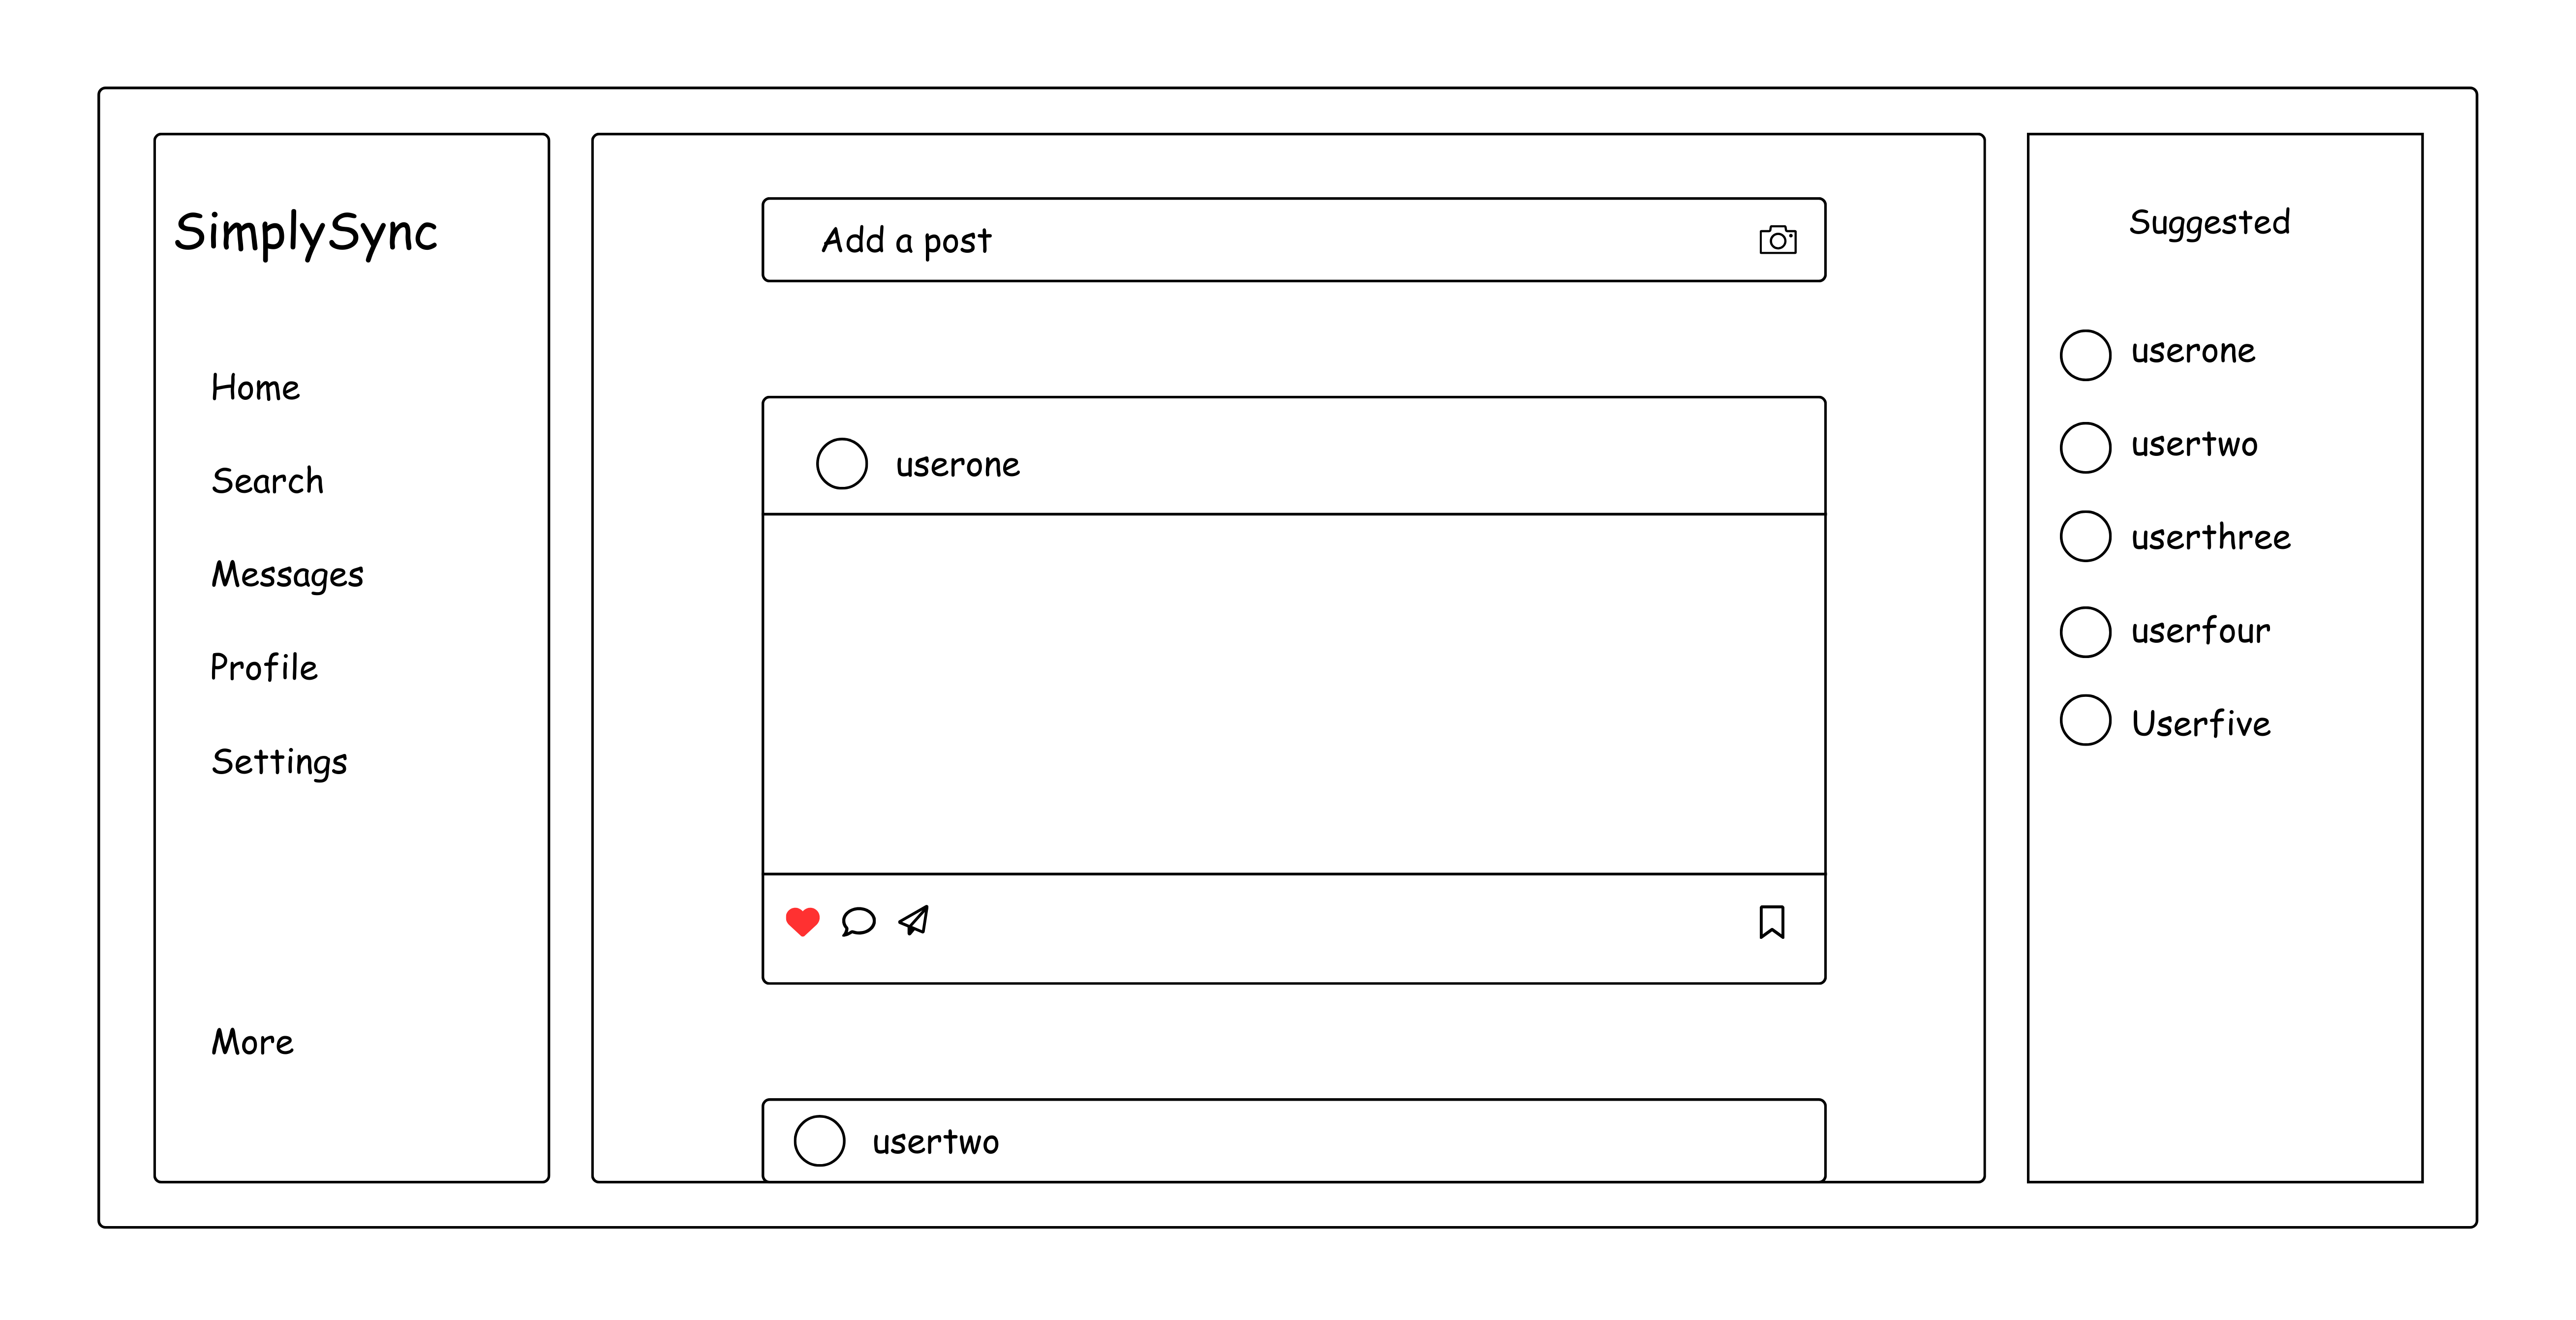 SimplySync
Home
Search
Messages
Profile
Settings
More
Add a post
userone
usertwo
Suggested
userone
usertwo
userthree
userfour
Userfive